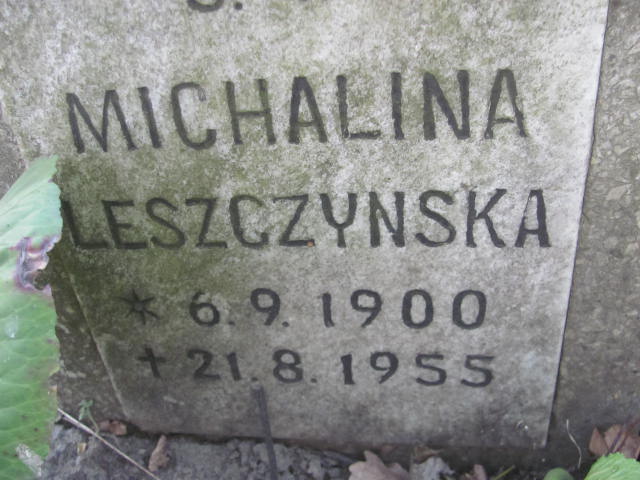 MICHALINA
LESZCZYNSKA
* 6.9.1900
† 21.8.1955